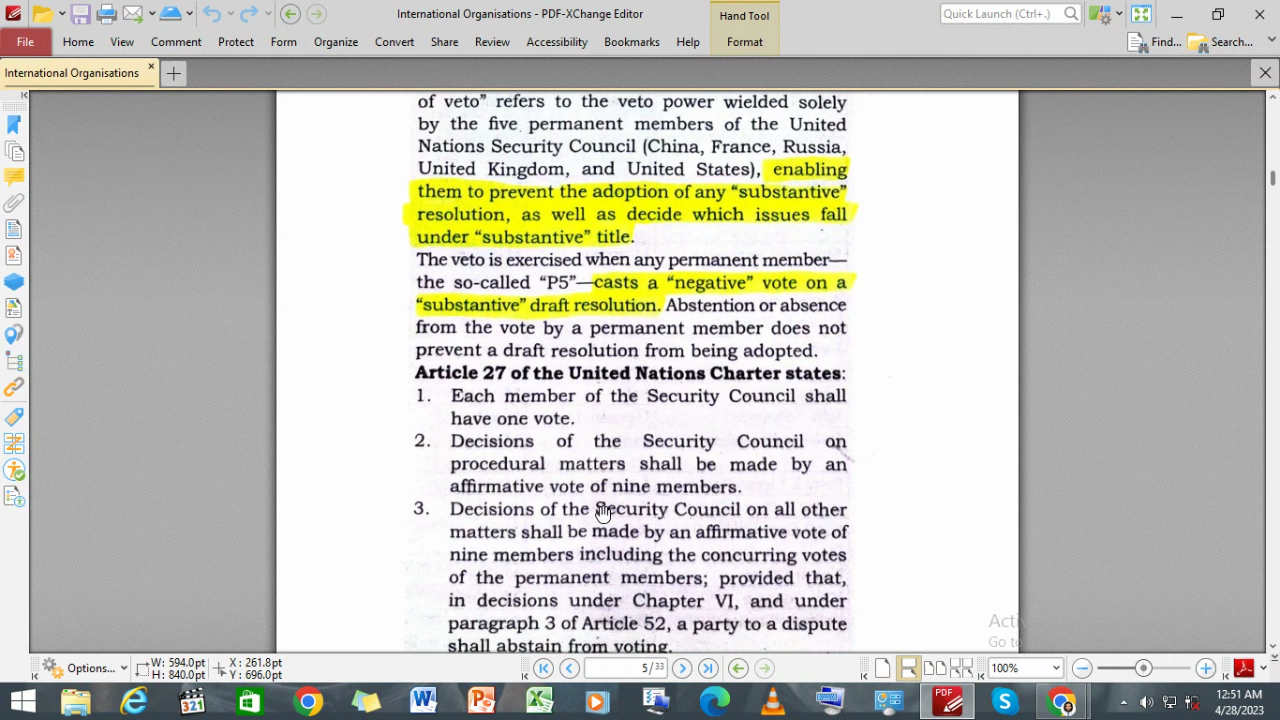 International Organisations - PDF-XChange Editor
Hand Tool
Quick Launch (Ctrl+.)
File
Home
View
Comment
Protect
Form
Organize
Convert
Share
Review
Accessibility
Bookmarks
Help
Format
Find...
Search...
International Organisations
of veto” refers to the veto power wielded solely
by the five permanent members of the United
Nations Security Council (China, France, Russia,
United Kingdom, and United States), enabling
them to prevent the adoption of any “substantive”
resolution, as well as decide which issues fall
under “substantive” title.
The veto is exercised when any permanent member—
the so-called “P5”—casts a “negative” vote on a
“substantive” draft resolution. Abstention or absence
from the vote by a permanent member does not
prevent a draft resolution from being adopted.
Article 27 of the United Nations Charter states:
1. Each member of the Security Council shall
have one vote.
2. Decisions of the Security Council on
procedural matters shall be made by an
affirmative vote of nine members.
3. Decisions of the Security Council on all other
matters shall be made by an affirmative vote of
nine members including the concurring votes
of the permanent members; provided that,
in decisions under Chapter VI, and under
paragraph 3 of Article 52, a party to a dispute
shall abstain from voting.
Acti
Go to
Options...
W: 594.0pt
H: 840.0pt
X: 261.8pt
Y: 696.0pt
5 / 33
100%
321
PDF
12:51 AM
4/28/2023